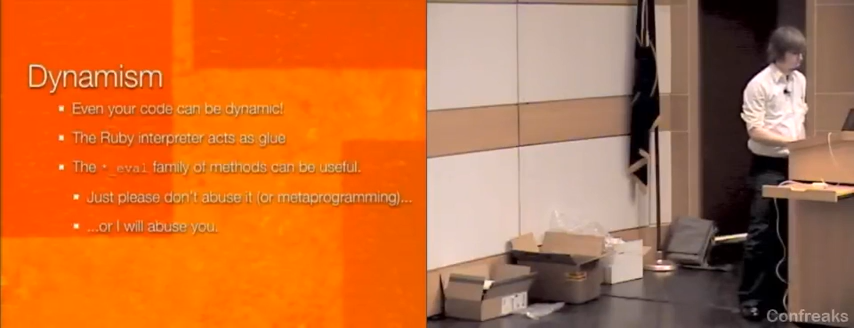 Dynamism
Even your code can be dynamic!
The Ruby interpreter acts as glue
The *_eval family of methods can be useful.
Just please don't abuse it (or metaprogramming)...
...or I will abuse you.
Confreaks